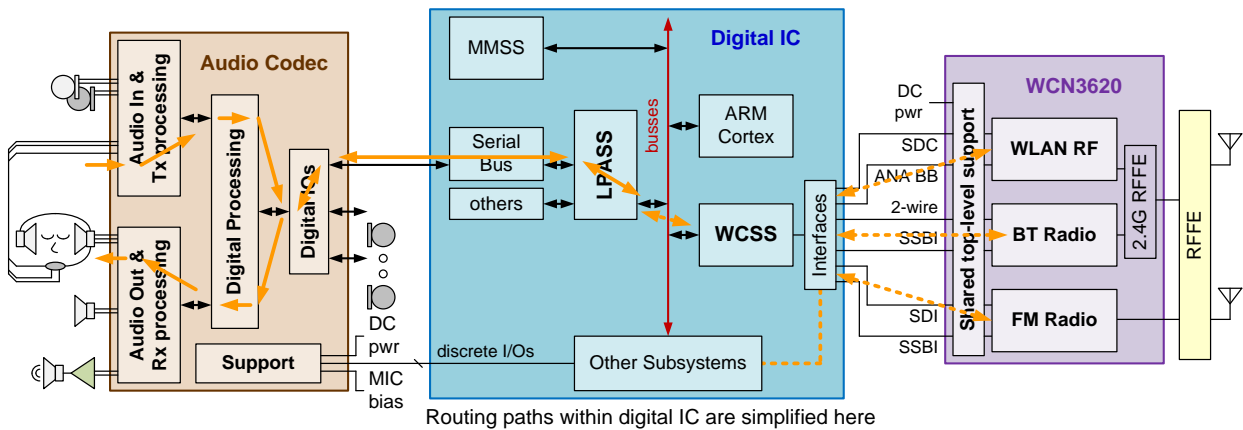 Audio Codec
Audio In &
Tx processing
Digital Processing
Digital IOs
Audio Out &
Rx processing
Support
DC
pwr
MIC
bias
discrete I/Os
Digital IC
MMSS
busses
ARM
Cortex
Serial
Bus
others
LPASS
WCSS
Interfaces
Other Subsystems
WCN3620
DC
pwr
SDC
ANA BB
2-wire
SSBI
SDI
SSBI
Shared top-level support
WLAN RF
BT Radio
FM Radio
2.4G RFFE
RFFE
Routing paths within digital IC are simplified here